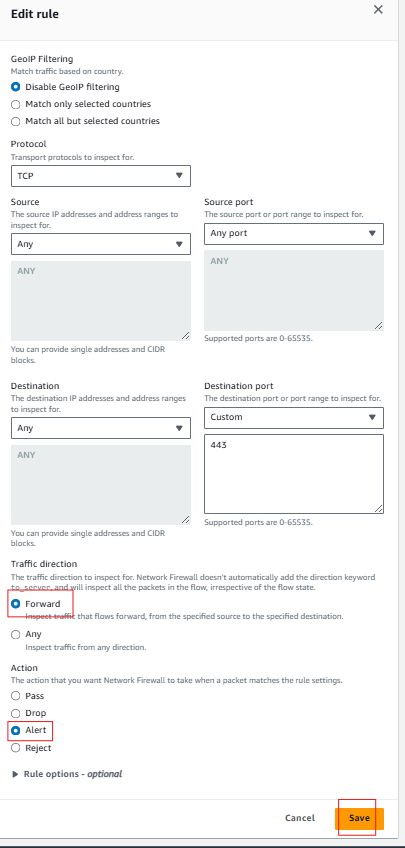 Edit rule
GeoIP Filtering
Match traffic based on country.
Disable GeoIP filtering
Match only selected countries
Match all but selected countries
Protocol
Transport protocols to inspect for.
TCP
Source
The source IP addresses and address ranges to
inspect for.
Any
ANY
You can provide single addresses and CIDR
blocks.
Source port
The source port or port range to inspect for.
Any port
ANY
Supported ports are 0-65535.
Destination
The destination IP addresses and address ranges
to inspect for.
Any
ANY
You can provide single addresses and CIDR
blocks.
Destination port
The destination port or port range to inspect for.
Custom
443
Supported ports are 0-65535.
Traffic direction
The traffic direction to inspect for. Network Firewall doesn't automatically add the direction keyword
to_server, and will inspect all the packets in the flow, irrespective of the flow state.
Forward
Inspect traffic that flows forward, from the specified source to the specified destination.
Any
Inspect traffic from any direction.
Action
The action that you want Network Firewall to take when a packet matches the rule settings.
Pass
Drop
Alert
Reject
Rule options - optional
Cancel
Save